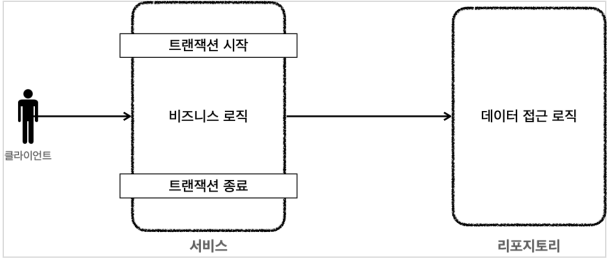 트랜잭션 시작
비즈니스 로직
데이터 접근 로직
클라이언트
트랜잭션 종료
서비스
리포지토리